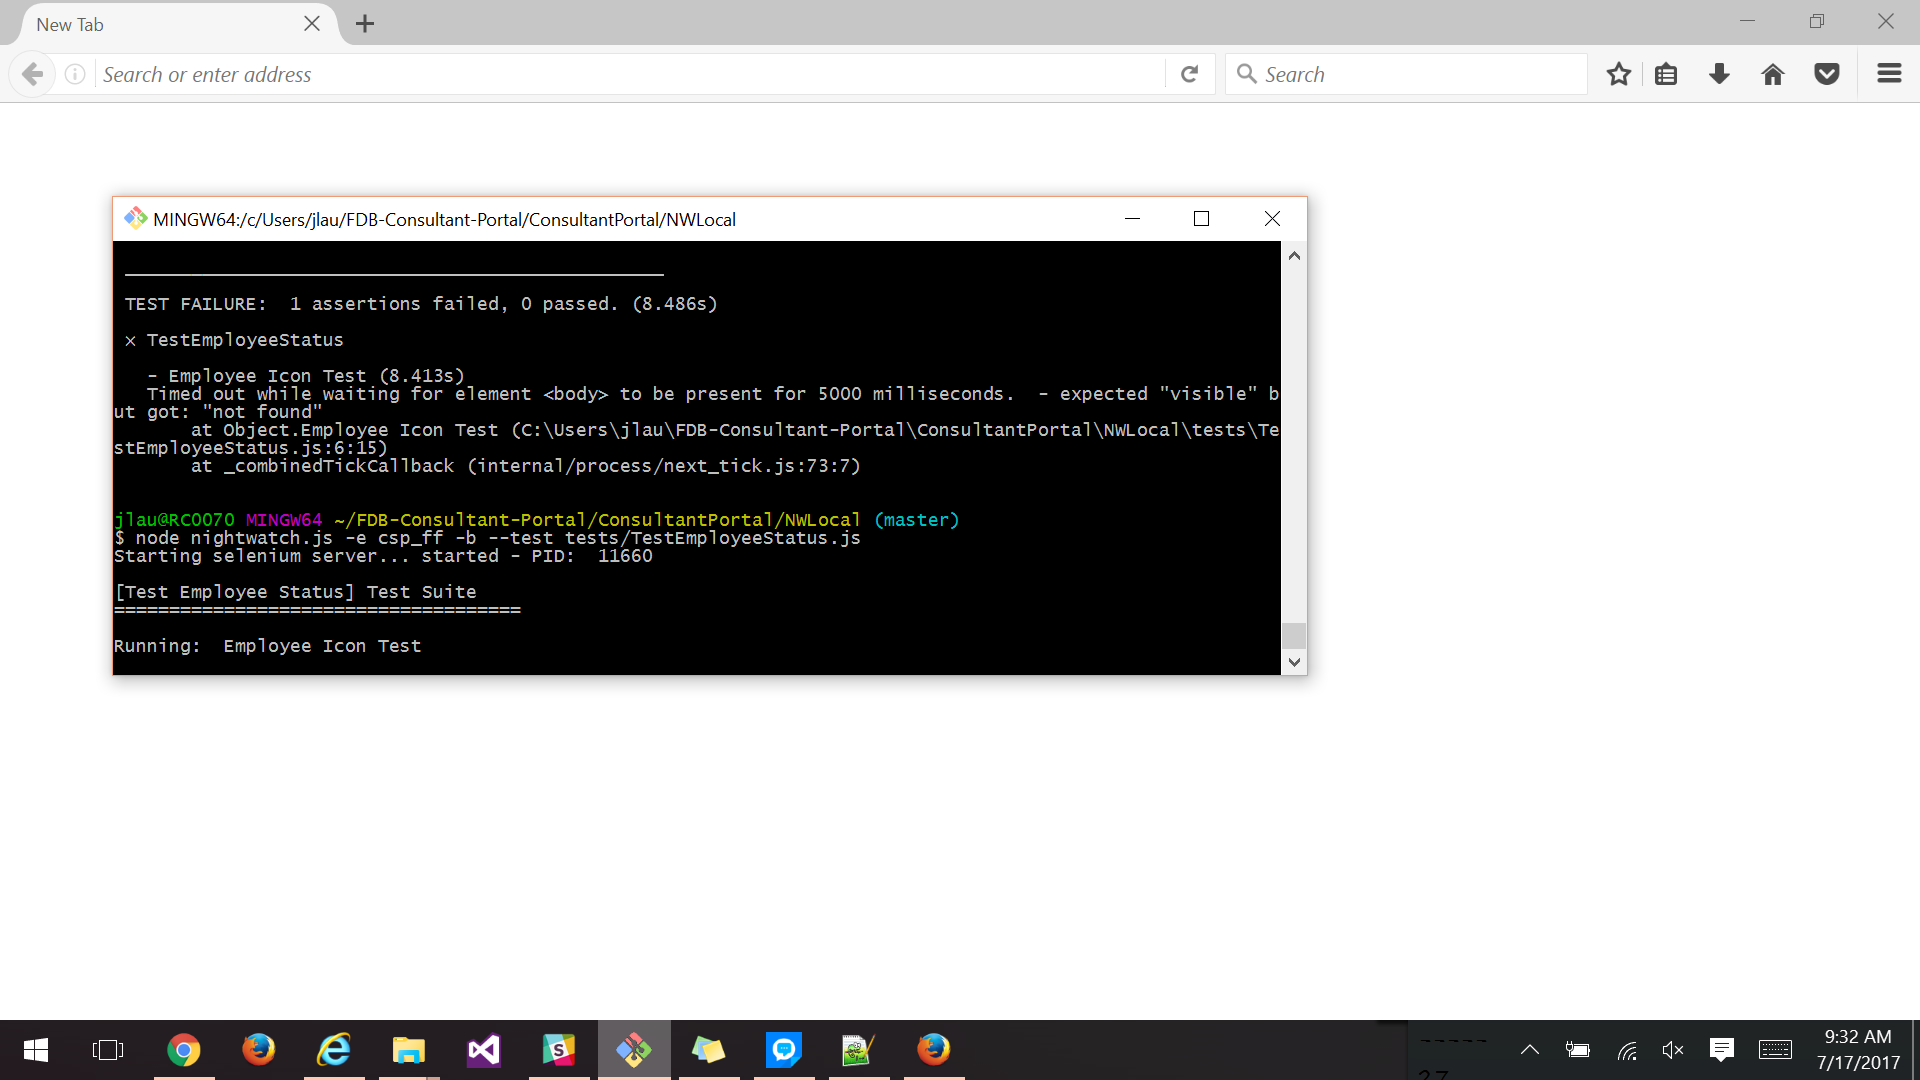 New Tab
Search or enter address
Search
MINGW64:/c/Users/jlau/FDB-Consultant-Portal/ConsultantPortal/NWLocal
TEST FAILURE:  1 assertions failed, 0 passed. (8.486s)
× TestEmployeeStatus
- Employee Icon Test (8.413s)
Timed out while waiting for element <body> to be present for 5000 milliseconds.  - expected "visible" b
ut got: "not found"
at Object.Employee Icon Test (C:\Users\jlau\FDB-Consultant-Portal\ConsultantPortal\NWLocal\tests\Te
stEmployeeStatus.js:6:15)
at _combinedTickCallback (internal/process/next_tick.js:73:7)
jlau@RC0070 MINGW64 ~/FDB-Consultant-Portal/ConsultantPortal/NWLocal (master)
$ node nightwatch.js -e csp_ff -b --test tests/TestEmployeeStatus.js
Starting selenium server... started - PID:  11660
[Test Employee Status] Test Suite
=====================================
Running:  Employee Icon Test
9:32 AM
7/17/2017